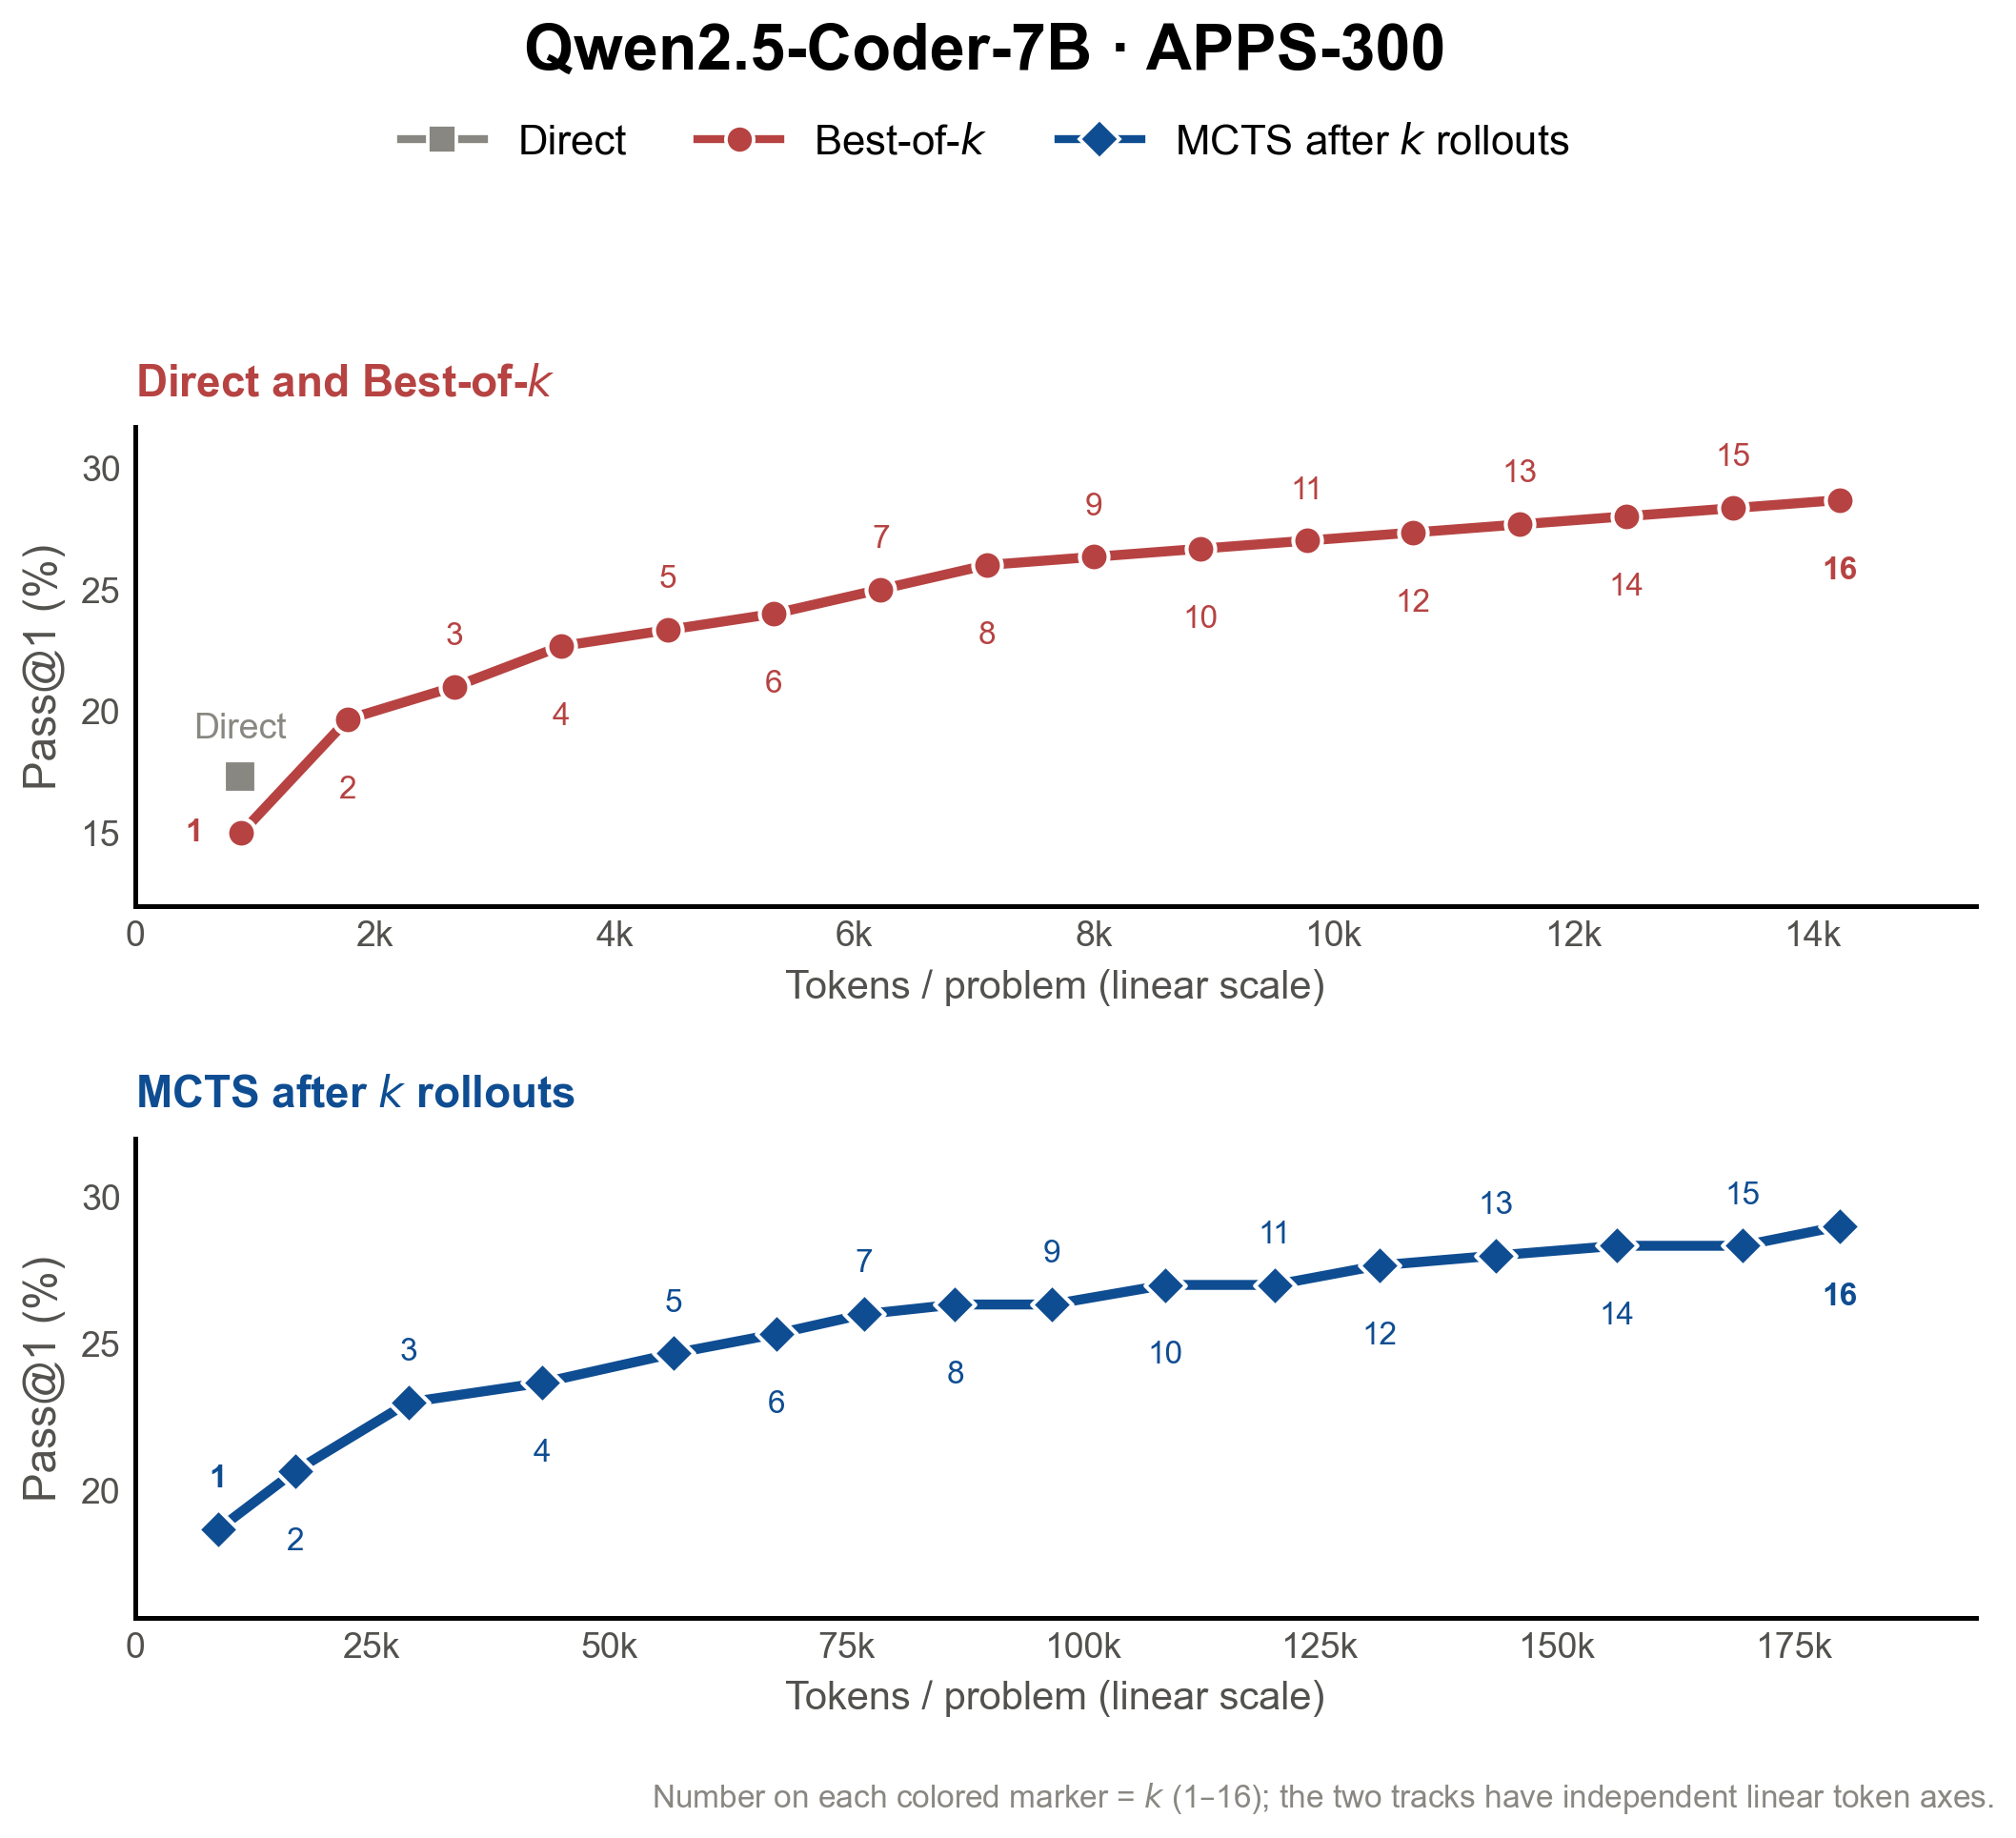 Qwen2.5-Coder-7B · APPS-300
Direct
Best-of-k
MCTS after k rollouts
Direct and Best-of-k
Pass@1 (%)
30
25
20
15
Direct
1
2
3
4
5
6
7
8
9
10
11
12
13
14
15
16
0 2k 4k 6k 8k 10k 12k 14k
Tokens / problem (linear scale)
MCTS after k rollouts
Pass@1 (%)
30
25
20
1
2
3
4
5
6
7
8
9
10
11
12
13
14
15
16
0 25k 50k 75k 100k 125k 150k 175k
Tokens / problem (linear scale)
Number on each colored marker = k (1–16); the two tracks have independent linear token axes.